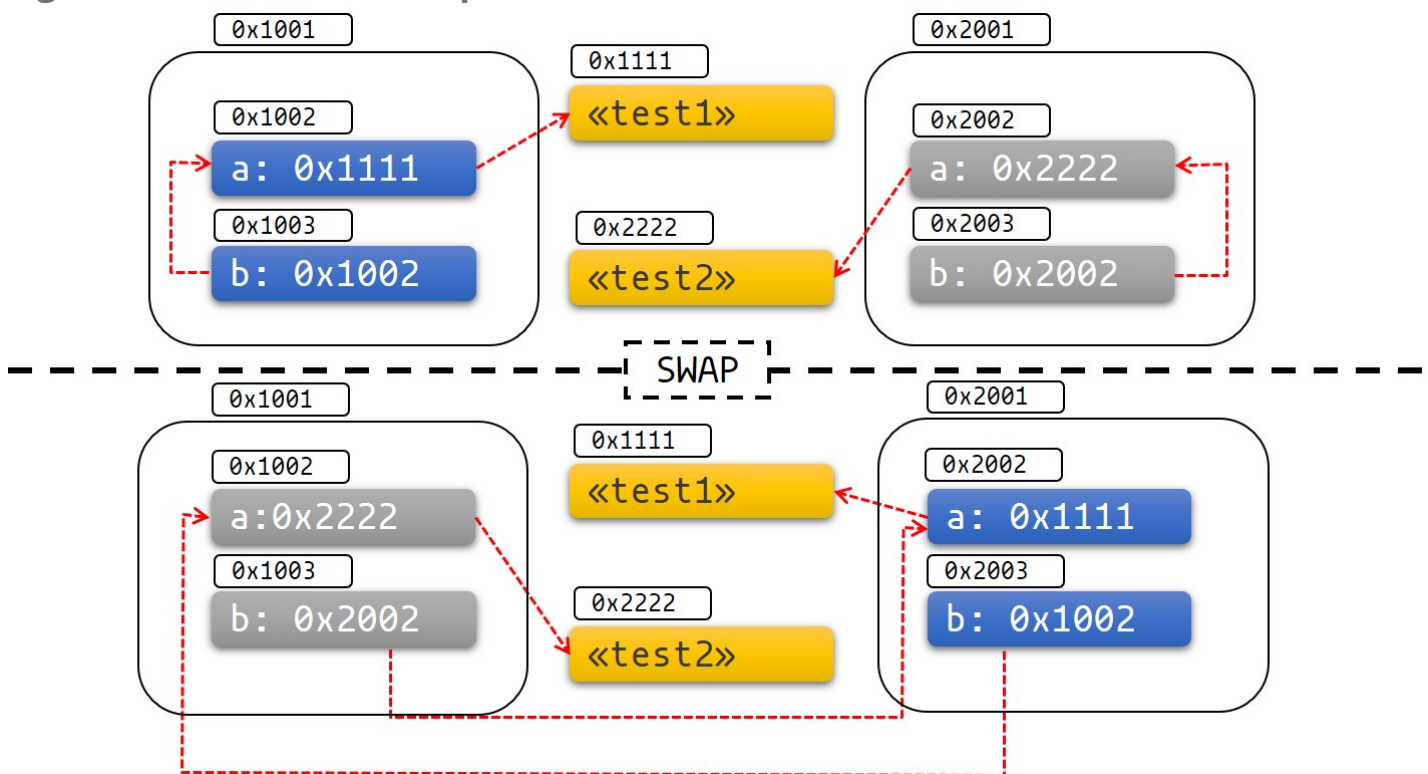 0x1001
0x2001
0x1111
«test1»
0x1002
a: 0x1111
0x2002
a: 0x2222
0x1003
b: 0x1002
0x2222
«test2»
0x2003
b: 0x2002
SWAP
0x1001
0x2001
0x1111
«test1»
0x1002
a:0x2222
0x2002
a: 0x1111
0x1003
b: 0x2002
0x2222
«test2»
0x2003
b: 0x1002